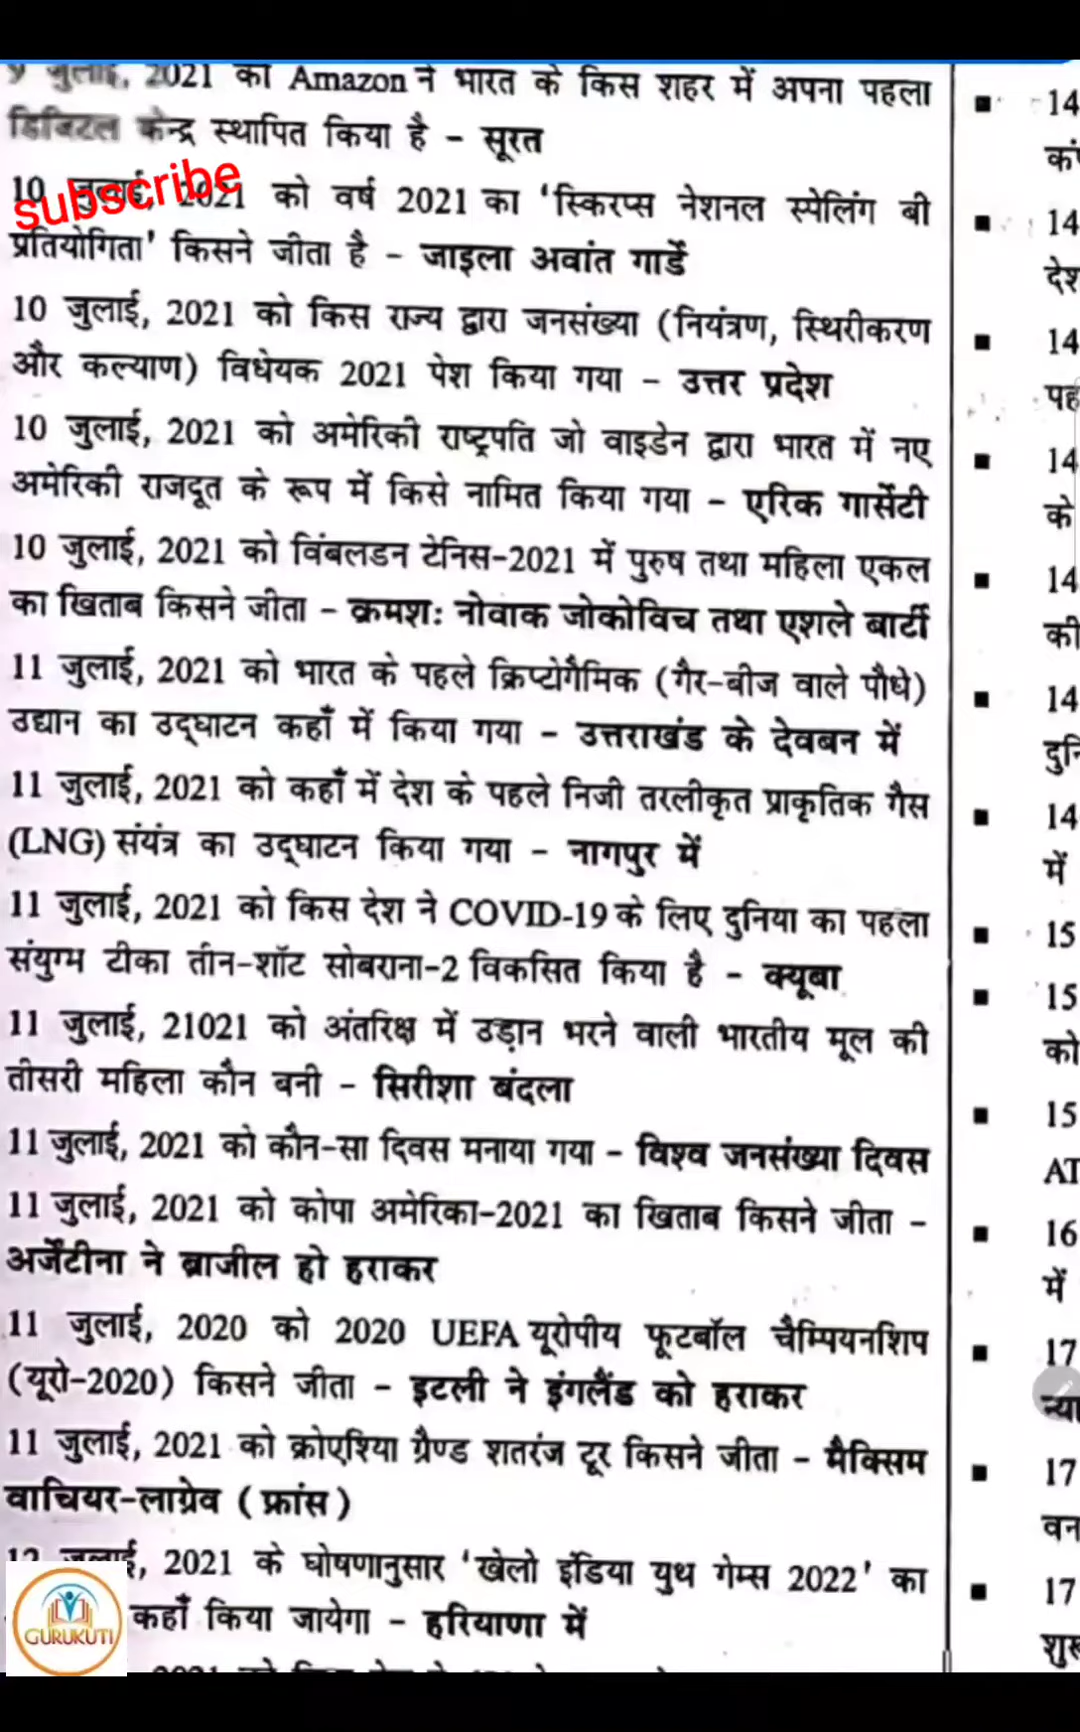 9 जुलाई, 2021 को Amazon ने भारत के किस शहर में अपना पहला
डिजिटल केन्द्र स्थापित किया है – सूरत
subscribe
10 जुलाई, 2021 को वर्ष 2021 का ‘स्किरप्स नेशनल स्पेलिंग बी
प्रतियोगिता’ किसने जीता है – जाइला अवांत गार्डे
10 जुलाई, 2021 को किस राज्य द्वारा जनसंख्या (नियंत्रण, स्थिरीकरण
और कल्याण) विधेयक 2021 पेश किया गया – उत्तर प्रदेश
10 जुलाई, 2021 को अमेरिकी राष्ट्रपति जो वाइडेन द्वारा भारत में नए
अमेरिकी राजदूत के रूप में किसे नामित किया गया – एरिक गार्सेटी
10 जुलाई, 2021 को विंबलडन टेनिस–2021 में पुरुष तथा महिला एकल
का खिताब किसने जीता – क्रमशः नोवाक जोकोविच तथा एशले बार्टी
11 जुलाई, 2021 को भारत के पहले क्रिप्टोगैमिक (गैर–बीज वाले पौधे)
उद्यान का उद्घाटन कहाँ में किया गया – उत्तराखंड के देवबन में
11 जुलाई, 2021 को कहाँ में देश के पहले निजी तरलीकृत प्राकृतिक गैस
(LNG) संयंत्र का उद्घाटन किया गया – नागपुर में
11 जुलाई, 2021 को किस देश ने COVID-19 के लिए दुनिया का पहला
संयुग्म टीका तीन–शॉट सोबराना–2 विकसित किया है – क्यूबा
11 जुलाई, 21021 को अंतरिक्ष में उड़ान भरने वाली भारतीय मूल की
तीसरी महिला कौन बनी – सिरीशा बंदला
11 जुलाई, 2021 को कौन–सा दिवस मनाया गया – विश्व जनसंख्या दिवस
11 जुलाई, 2021 को कोपा अमेरिका–2021 का खिताब किसने जीता –
अर्जेंटीना ने ब्राजील हो हराकर
11 जुलाई, 2020 को 2020 UEFA यूरोपीय फूटबॉल चैम्पियनशिप
(यूरो–2020) किसने जीता – इटली ने इंगलैंड को हराकर
11 जुलाई, 2021 को क्रोएशिया ग्रैण्ड शतरंज टूर किसने जीता – मैक्सिम
वाचियर–लाग्रेव (फ्रांस)
12 जुलाई, 2021 के घोषणानुसार ‘खेलो इंडिया युथ गेम्स 2022’ का
कहाँ किया जायेगा – हरियाणा में
GURUKUTI
14
14
देश
14
पह
14
के
14
की
14
14
में
15
15
को
15
AT
16
में
17
17
वन
17